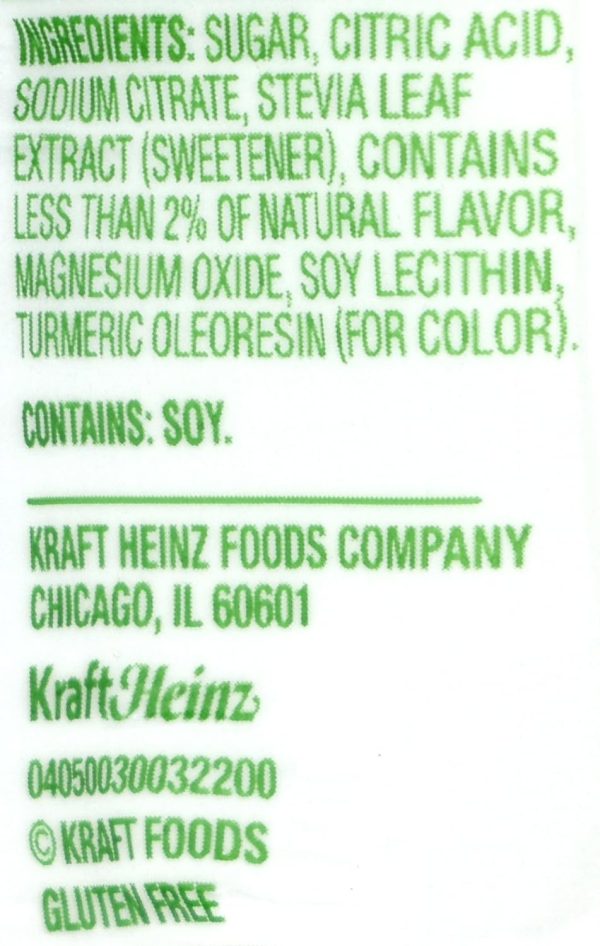 INGREDIENTS: SUGAR, CITRIC ACID,
SODIUM CITRATE, STEVIA LEAF
EXTRACT (SWEETENER), CONTAINS
LESS THAN 2% OF NATURAL FLAVOR,
MAGNESIUM OXIDE, SOY LECITHIN,
TURMERIC OLEORESIN (FOR COLOR).
CONTAINS: SOY.
KRAFT HEINZ FOODS COMPANY
CHICAGO, IL 60601
KraftHeinz
04050030032200
© KRAFT FOODS
GLUTEN FREE